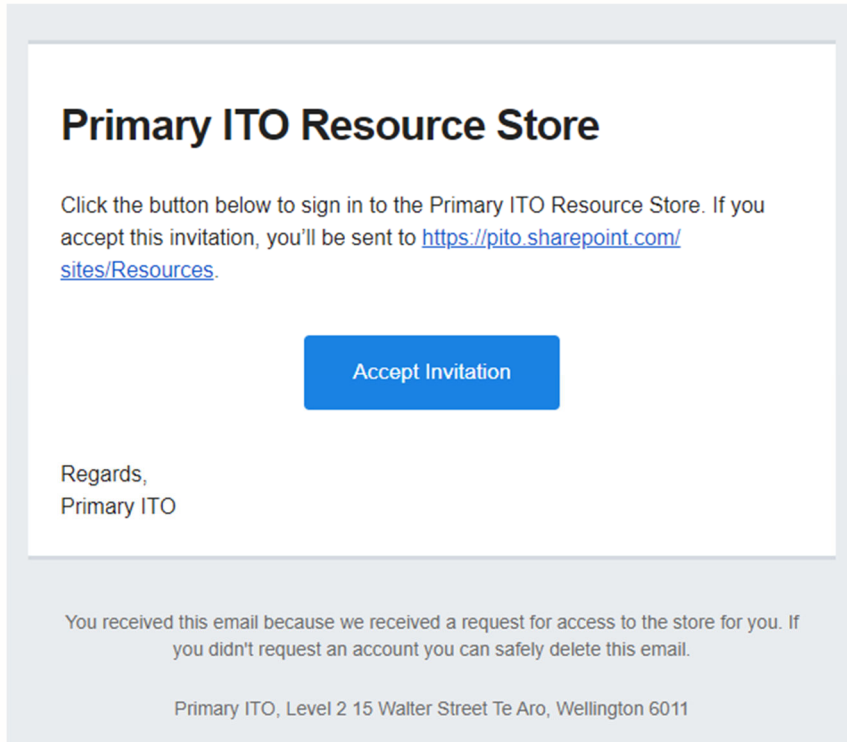 Primary ITO Resource Store
Click the button below to sign in to the Primary ITO Resource Store. If you
accept this invitation, you'll be sent to https://pito.sharepoint.com/
sites/Resources.
Accept Invitation
Regards,
Primary ITO
You received this email because we received a request for access to the store for you. If
you didn't request an account you can safely delete this email.
Primary ITO, Level 2 15 Walter Street Te Aro, Wellington 6011